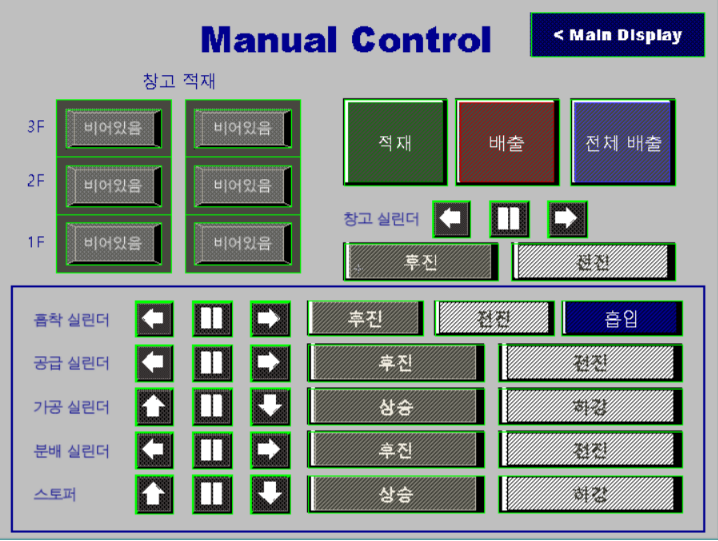 Manual Control
< Main Display
창고 적재
3F 비어있음 비어있음
2F 비어있음 비어있음
1F 비어있음 비어있음
적재 배출 전체 배출
창고 실린더
후진 전진
흡착 실린더 후진 전진 흡입
공급 실린더 후진 전진
가공 실린더 상승 하강
분배 실린더 후진 전진
스토퍼 상승 하강